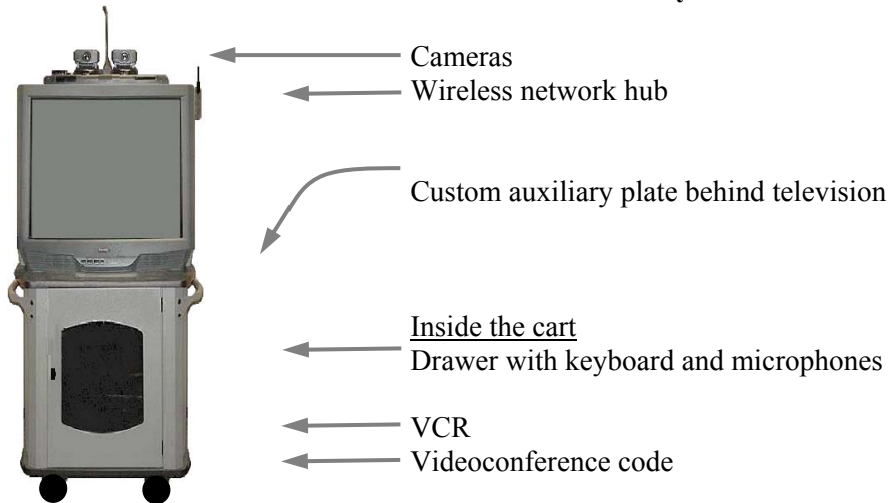 Cameras
Wireless network hub
Custom auxiliary plate behind television
Inside the cart
Drawer with keyboard and microphones
VCR
Videoconference code